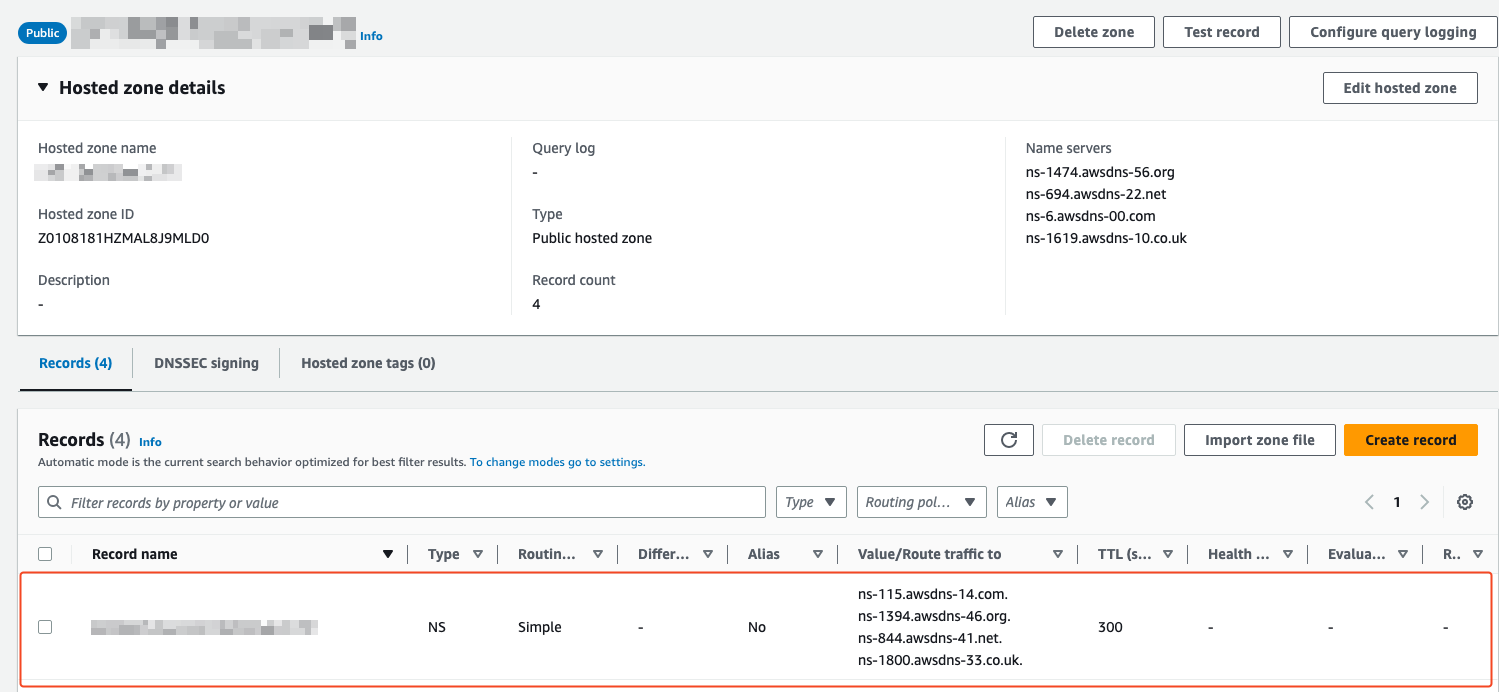 Public
Info
Delete zone
Test record
Configure query logging
Hosted zone details
Edit hosted zone
Hosted zone name
Hosted zone ID
Z0108181HZMAL8J9MLD0
Description
-
Query log
-
Type
Public hosted zone
Record count
4
Name servers
ns-1474.awsdns-56.org
ns-694.awsdns-22.net
ns-6.awsdns-00.com
ns-1619.awsdns-10.co.uk
Records (4)
DNSSEC signing
Hosted zone tags (0)
Records (4) Info
Automatic mode is the current search behavior optimized for best filter results. To change modes go to settings.
Delete record
Import zone file
Create record
Filter records by property or value
Type
Routing pol...
Alias
1
Record name
Type
Routin...
Differ...
Alias
Value/Route traffic to
TTL (s...
Health ...
Evalua...
R..
NS
Simple
-
No
ns-115.awsdns-14.com.
ns-1394.awsdns-46.org.
ns-844.awsdns-41.net.
ns-1800.awsdns-33.co.uk.
300
-
-
-